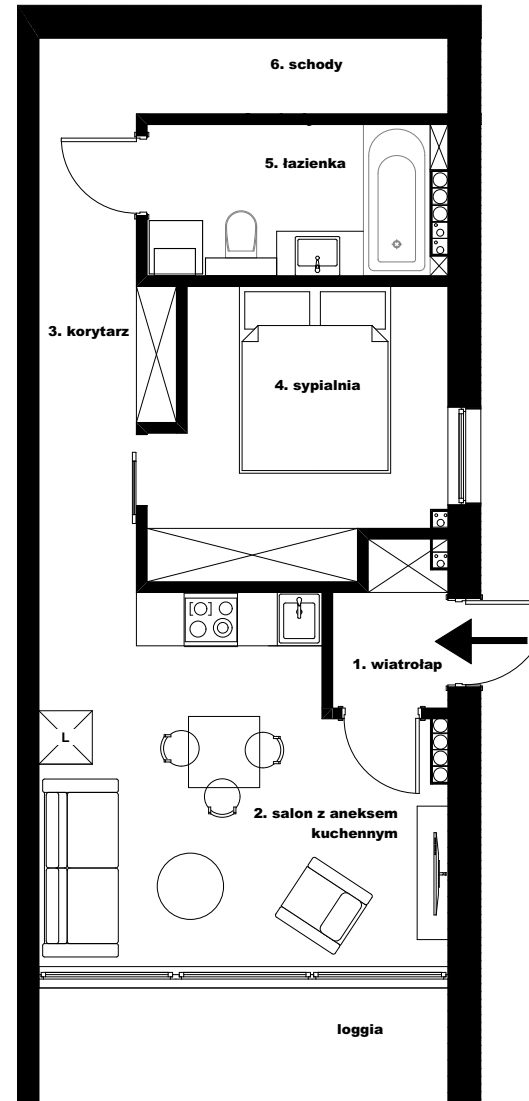 6. schody
5. łazienka
3. korytarz
4. sypialnia
1. wiatrołap
L
2. salon z aneksem
kuchennym
loggia